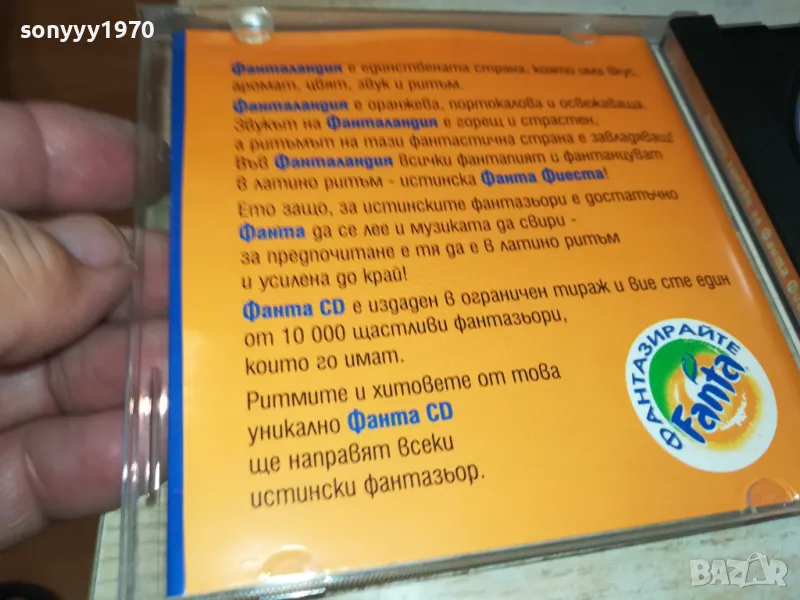 sonyyy1970
Фанталандия е единствената страна, която има вкус,
аромат, цвят, звук и ритъм.
Фанталандия е оранжева, портокалова и освежаваща.
Звукът на Фанталандия е горещ и страстен,
а ритъмът на тази фантастична страна е завладяващ!
Във Фанталандия всички фантапият и фантанцуват
в латино ритъм - истинска Фанта Фиеста!
Ето защо, за истинските фантазьори е достатъчно
Фанта да се лее и музиката да свири -
за предпочитане е тя да е в латино ритъм
и усилена до край!
Фанта CD е издаден в ограничен тираж и вие сте един
от 10 000 щастливи фантазьори,
които го имат.
Ритмите и хитовете от това
уникално Фанта CD
ще направят всеки
истински фантазьор.
ФАНТАЗИРАЙТЕ
Fanta
BAZAR